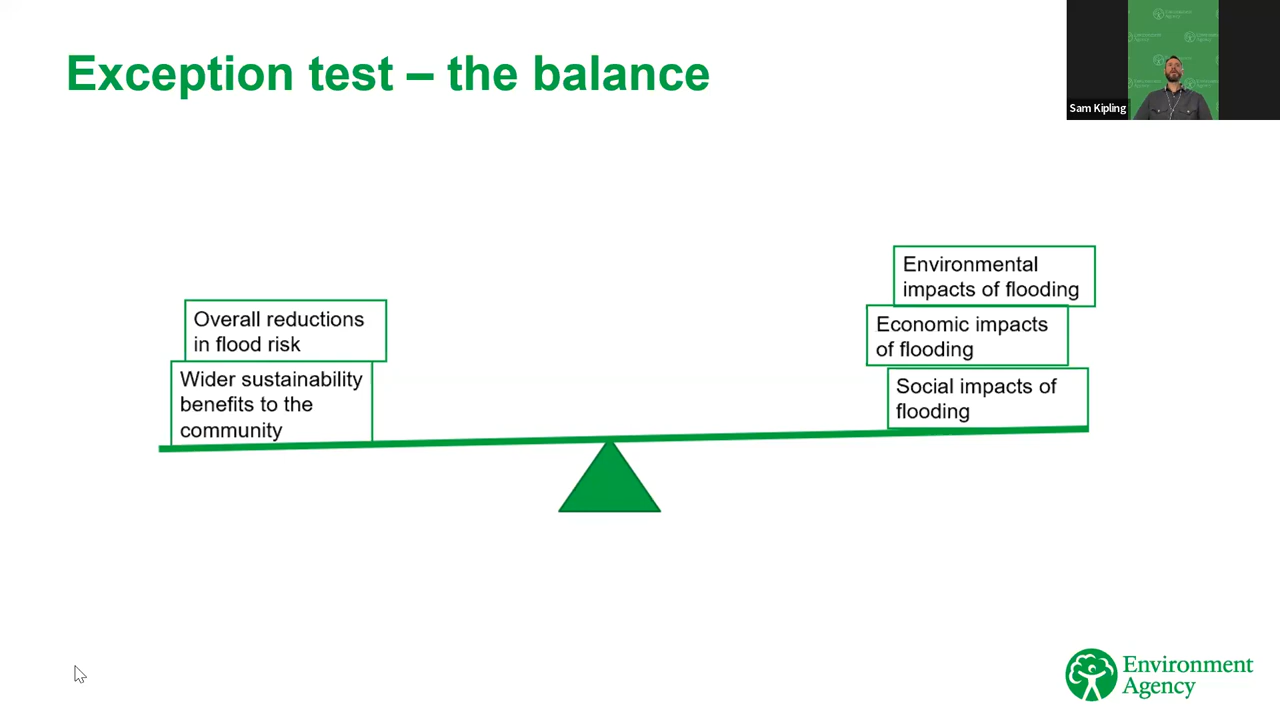 Exception test – the balance
Sam Kipling
Overall reductions
in flood risk
Wider sustainability
benefits to the
community
Environmental
impacts of flooding
Economic impacts
of flooding
Social impacts of
flooding
Environment
Agency